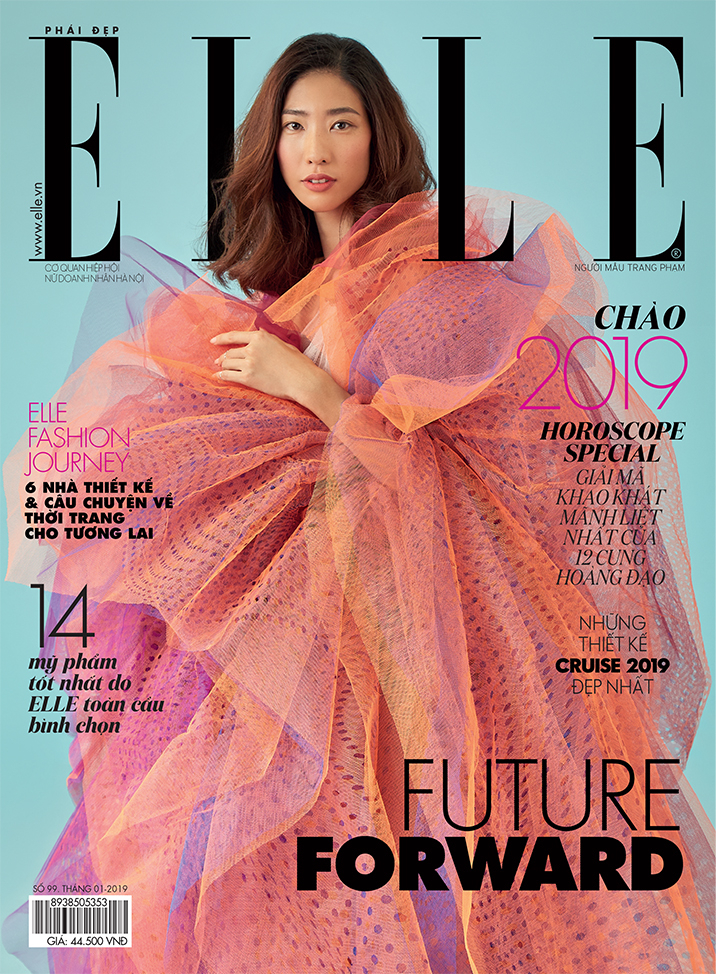 PHÁI ĐẸP
ELLE
www.elle.vn
CƠ QUAN HIỆP HỘI
NỮ DOANH NHÂN HÀ NỘI
®
NGƯỜI MẪU TRANG PHẠM
CHÀO
2019
HOROSCOPE
SPECIAL
GIẢI MÃ
KHAO KHÁT
MÃNH LIỆT
NHẤT CỦA
12 CUNG
HOÀNG ĐẠO
ELLE
FASHION
JOURNEY
6 NHÀ THIẾT KẾ
& CÂU CHUYỆN VỀ
THỜI TRANG
CHO TƯƠNG LAI
14
mỹ phẩm
tốt nhất do
ELLE toàn cầu
bình chọn
NHỮNG
THIẾT KẾ
CRUISE 2019
ĐẸP NHẤT
FUTURE
FORWARD
SỐ 99. THÁNG 01-2019
8938505353
GIÁ: 44.500 VNĐ